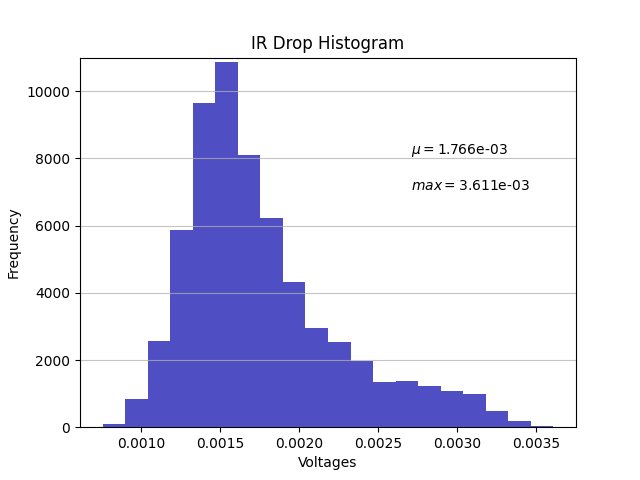 IR Drop Histogram
10000
8000
6000
4000
2000
0
Frequency
μ = 1.766e-03
max = 3.611e-03
0.0010 0.0015 0.0020 0.0025 0.0030 0.0035
Voltages